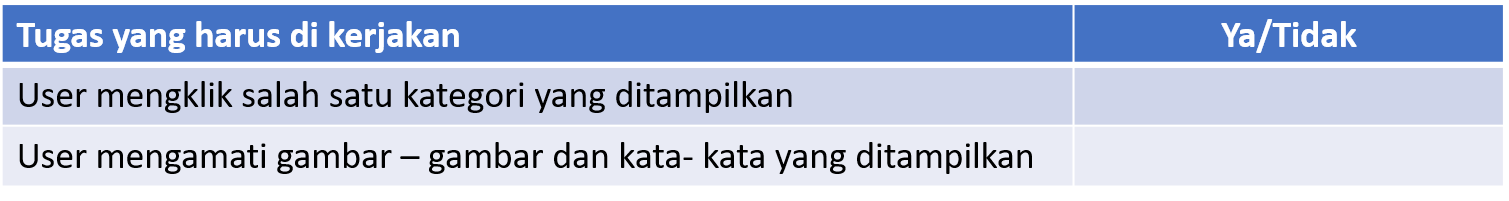 Tugas yang harus di kerjakan Ya/Tidak
User mengklik salah satu kategori yang ditampilkan
User mengamati gambar – gambar dan kata- kata yang ditampilkan